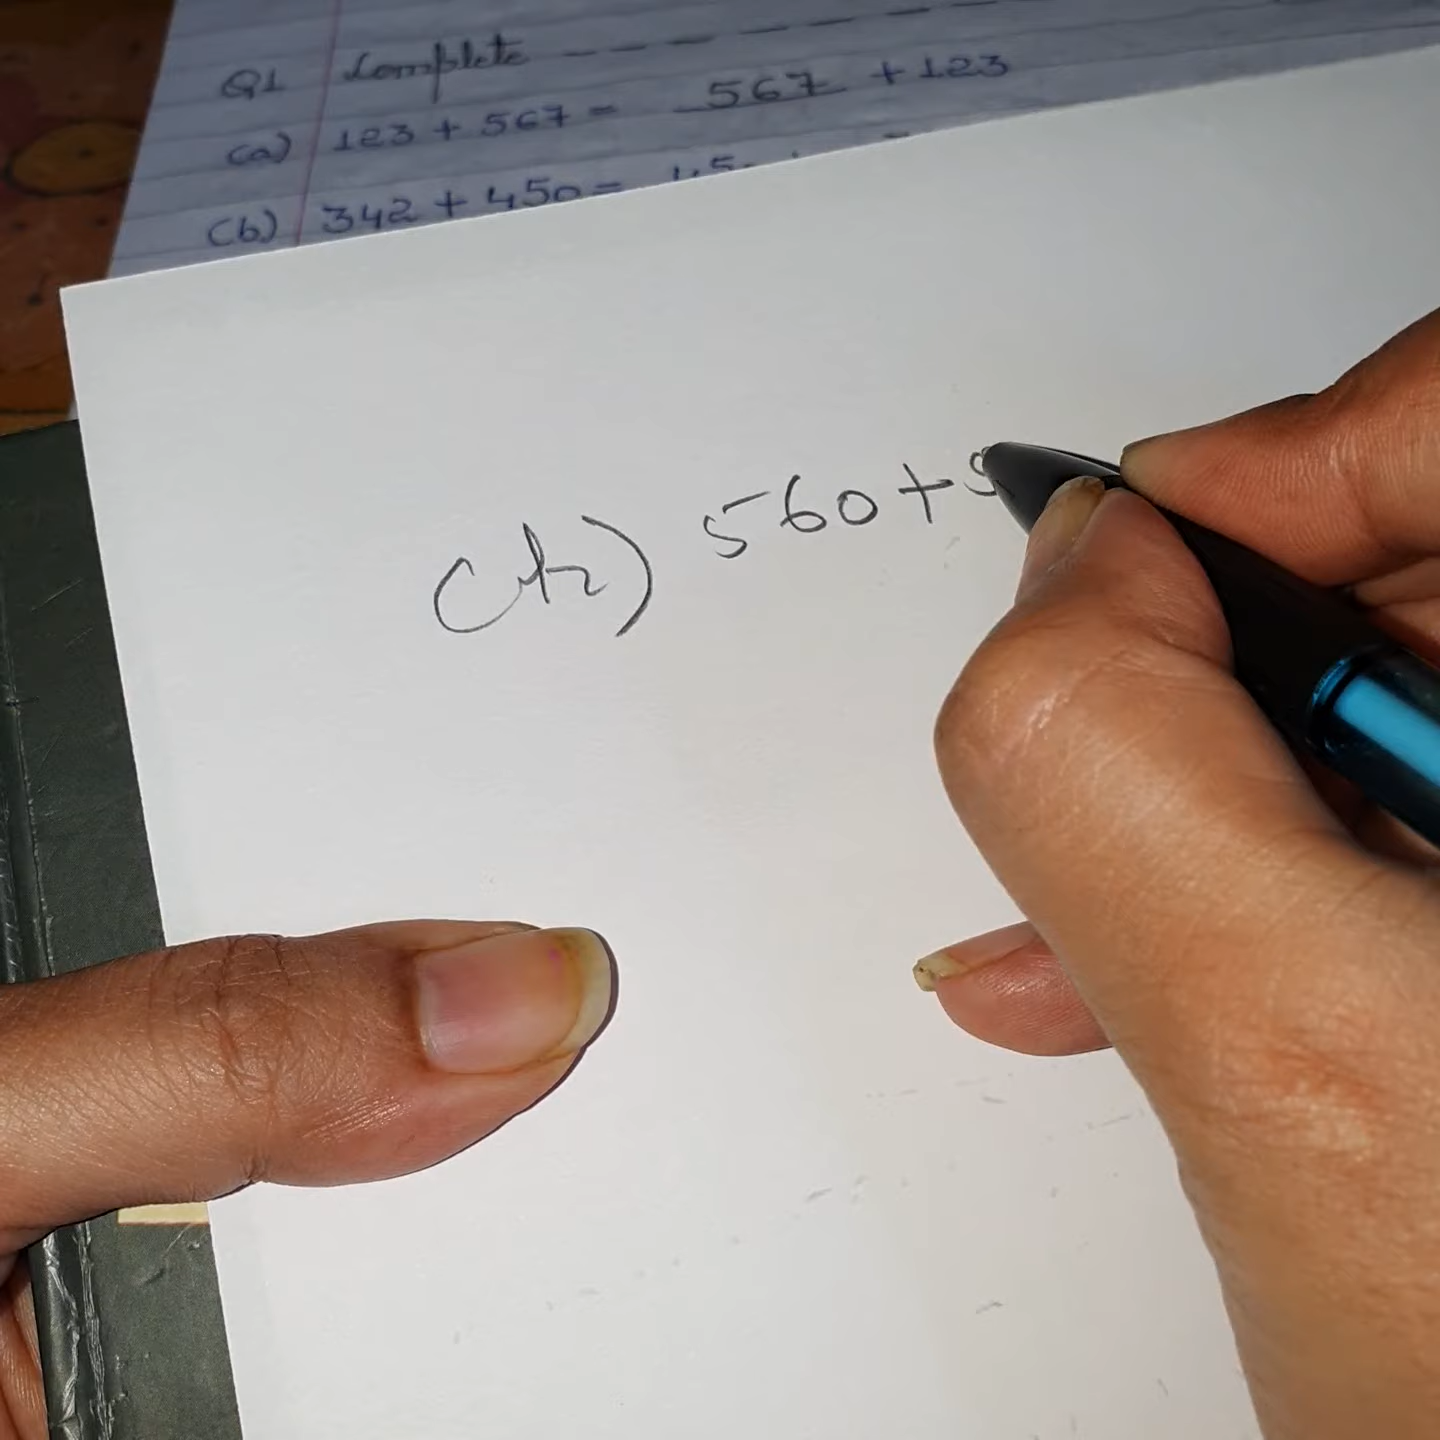 Q1 Complete
(a) 123 + 567 = 567 + 123
(b) 342 + 450 =
(k) 560+